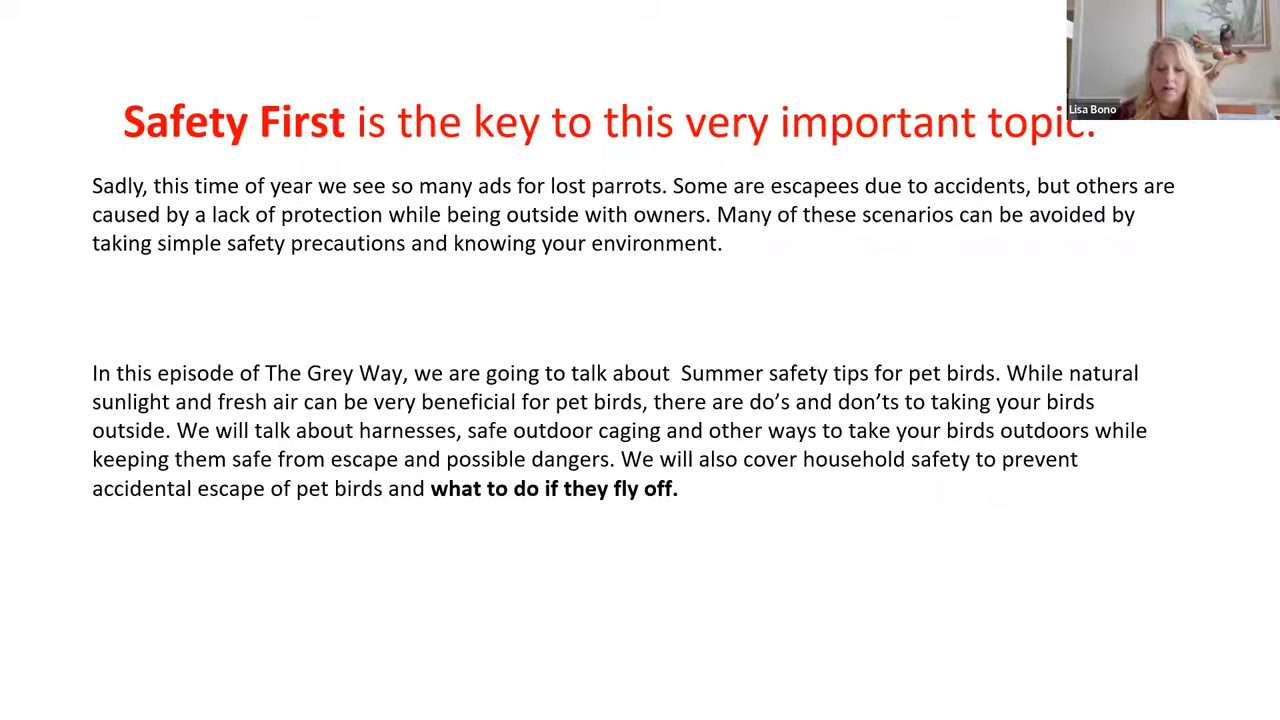 Safety First is the key to this very important topic.
Lisa Bono
Sadly, this time of year we see so many ads for lost parrots. Some are escapees due to accidents, but others are
caused by a lack of protection while being outside with owners. Many of these scenarios can be avoided by
taking simple safety precautions and knowing your environment.
In this episode of The Grey Way, we are going to talk about  Summer safety tips for pet birds. While natural
sunlight and fresh air can be very beneficial for pet birds, there are do’s and don’ts to taking your birds
outside. We will talk about harnesses, safe outdoor caging and other ways to take your birds outdoors while
keeping them safe from escape and possible dangers. We will also cover household safety to prevent
accidental escape of pet birds and what to do if they fly off.